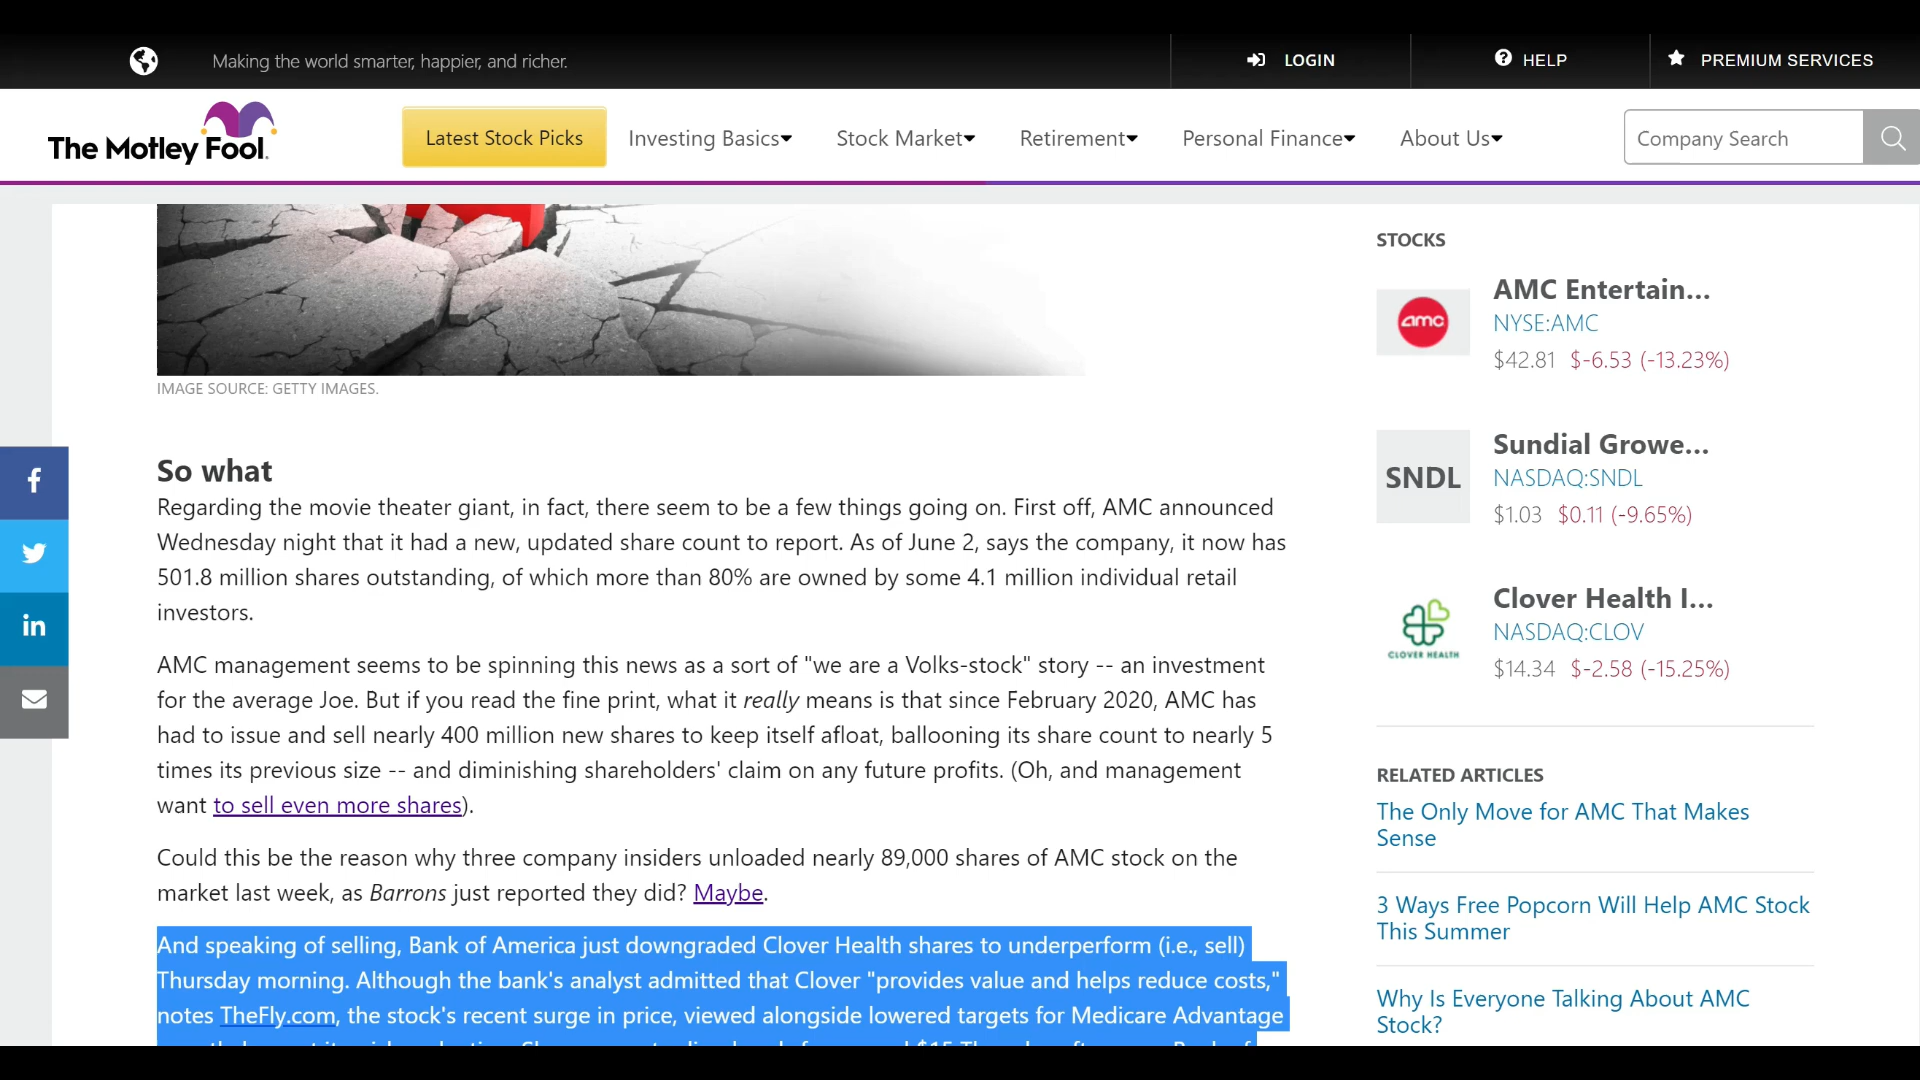 Making the world smarter, happier, and richer.
LOGIN
HELP
PREMIUM SERVICES
The Motley Fool.
Latest Stock Picks
Investing Basics
Stock Market
Retirement
Personal Finance
About Us
Company Search
IMAGE SOURCE: GETTY IMAGES.
So what
Regarding the movie theater giant, in fact, there seem to be a few things going on. First off, AMC announced
Wednesday night that it had a new, updated share count to report. As of June 2, says the company, it now has
501.8 million shares outstanding, of which more than 80% are owned by some 4.1 million individual retail
investors.
AMC management seems to be spinning this news as a sort of "we are a Volks-stock" story -- an investment
for the average Joe. But if you read the fine print, what it really means is that since February 2020, AMC has
had to issue and sell nearly 400 million new shares to keep itself afloat, ballooning its share count to nearly 5
times its previous size -- and diminishing shareholders' claim on any future profits. (Oh, and management
want to sell even more shares).
Could this be the reason why three company insiders unloaded nearly 89,000 shares of AMC stock on the
market last week, as Barrons just reported they did? Maybe.
And speaking of selling, Bank of America just downgraded Clover Health shares to underperform (i.e., sell)
Thursday morning. Although the bank's analyst admitted that Clover "provides value and helps reduce costs,"
notes TheFly.com, the stock's recent surge in price, viewed alongside lowered targets for Medicare Advantage
STOCKS
amc
AMC Entertain...
NYSE:AMC
$42.81 $-6.53 (-13.23%)
SNDL
Sundial Growe...
NASDAQ:SNDL
$1.03 $0.11 (-9.65%)
CLOVER HEALTH
Clover Health I...
NASDAQ:CLOV
$14.34 $-2.58 (-15.25%)
RELATED ARTICLES
The Only Move for AMC That Makes
Sense
3 Ways Free Popcorn Will Help AMC Stock
This Summer
Why Is Everyone Talking About AMC
Stock?